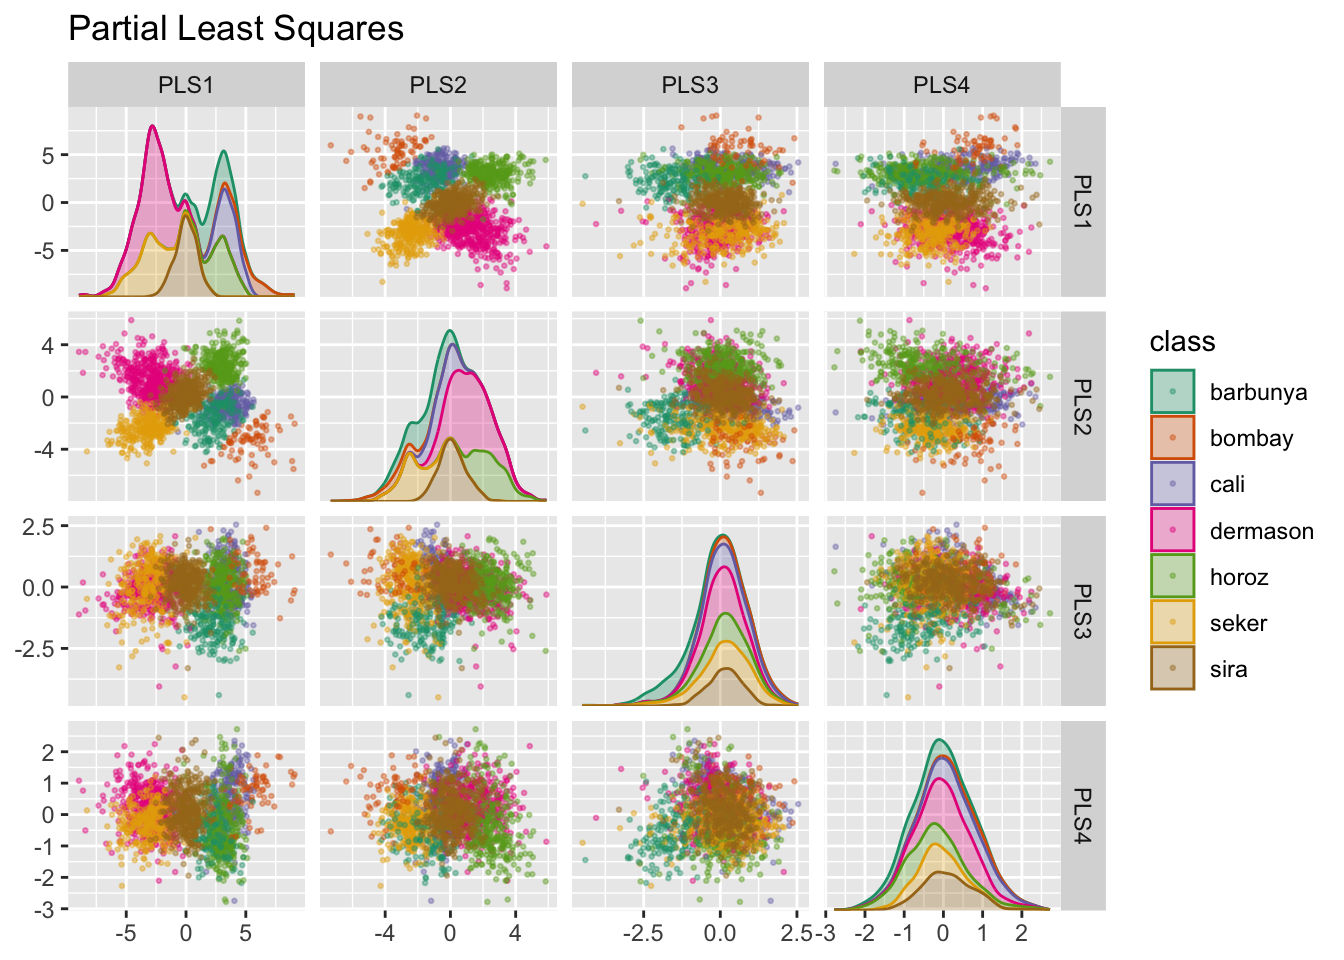 Partial Least Squares
PLS1 PLS2 PLS3 PLS4
5
0
-5
PLS1
4
0
-4
PLS2
2.5
0.0
-2.5
PLS3
2
1
0
-1
-2
-3
PLS4
-5 0 5 -4 0 4 -2.5 0.0 2.5 -3 -2 -1 0 1 2
class
barbunya
bombay
cali
dermason
horoz
seker
sira